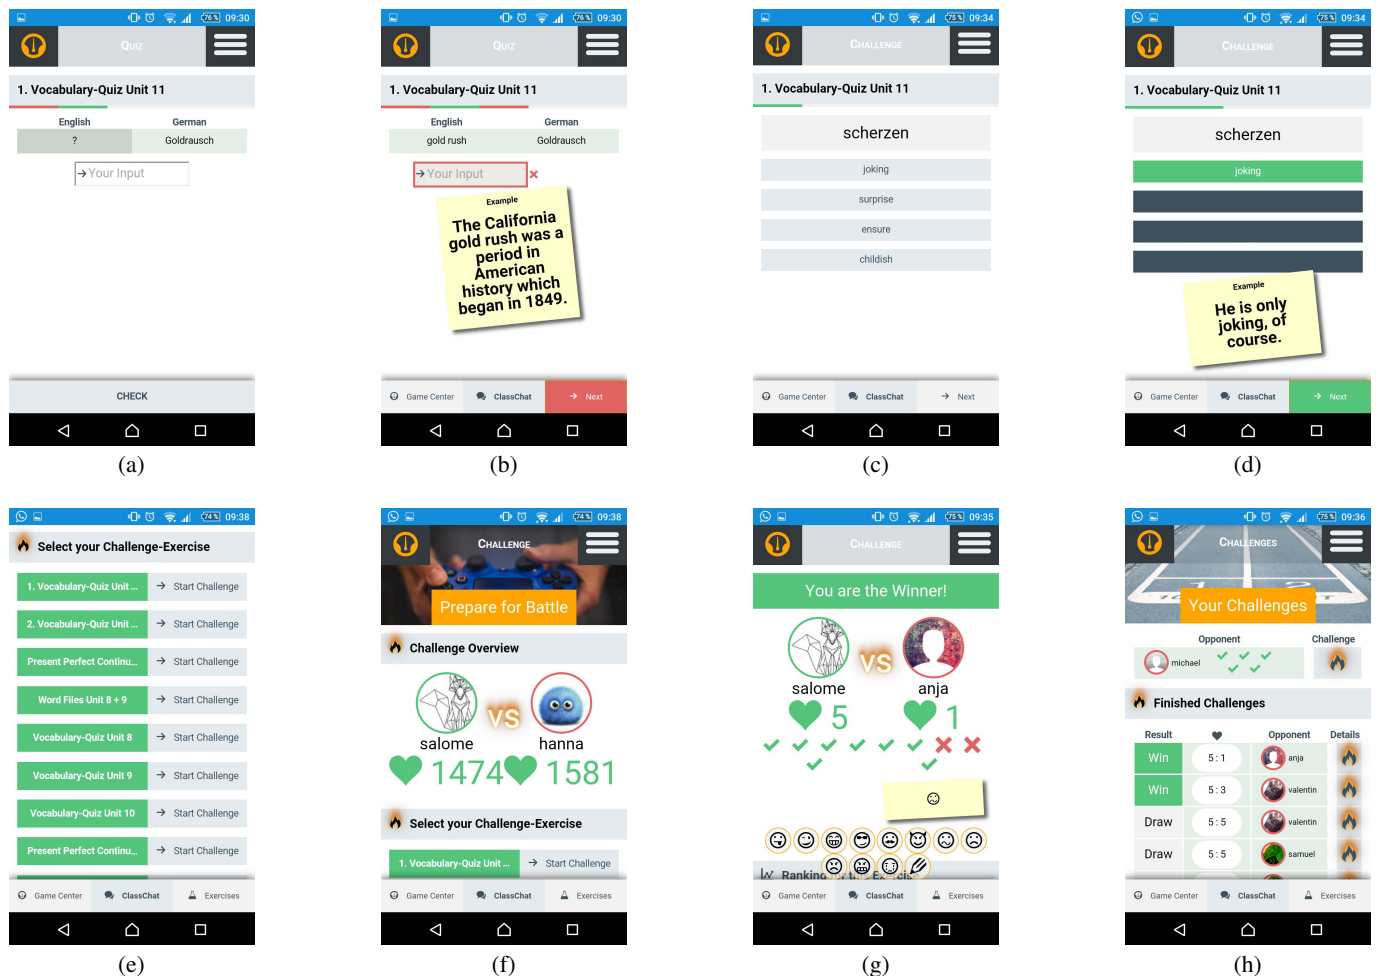 76% 09:30
QUIZ
1. Vocabulary-Quiz Unit 11
English German
? Goldrausch
Your Input
CHECK
(a)
76% 09:30
QUIZ
1. Vocabulary-Quiz Unit 11
English German
gold rush Goldrausch
Your Input
Example
The California
gold rush was a
period in
American
history which
began in 1849.
Game Center ClassChat Next
(b)
75% 09:34
CHALLENGE
1. Vocabulary-Quiz Unit 11
scherzen
joking
surprise
ensure
childish
Game Center ClassChat Next
(c)
75% 09:34
CHALLENGE
1. Vocabulary-Quiz Unit 11
scherzen
joking
Example
He is only
joking, of
course.
Game Center ClassChat Next
(d)
74% 09:38
Select your Challenge-Exercise
1. Vocabulary-Quiz Unit ... Start Challenge
2. Vocabulary-Quiz Unit ... Start Challenge
Present Perfect Continu... Start Challenge
Word Files Unit 8 + 9 Start Challenge
Vocabulary-Quiz Unit 8 Start Challenge
Vocabulary-Quiz Unit 9 Start Challenge
Vocabulary-Quiz Unit 10 Start Challenge
Present Perfect Continu... Start Challenge
Game Center ClassChat Exercises
(e)
74% 09:38
CHALLENGE
Prepare for Battle
Challenge Overview
VS
salome hanna
1474 1581
Select your Challenge-Exercise
1. Vocabulary-Quiz Unit ... Start Challenge
Game Center ClassChat Exercises
(f)
75% 09:35
CHALLENGE
You are the Winner!
VS
salome anja
5 1
Ranking
Game Center ClassChat Exercises
(g)
75% 09:36
CHALLENGES
1 2
Your Challenges
Opponent Challenge
michael
Finished Challenges
Result Opponent Details
Win 5 : 1 anja
Win 5 : 3 valentin
Draw 5 : 5 valentin
Draw 5 : 5 samuel
Game Center ClassChat Exercises
(h)